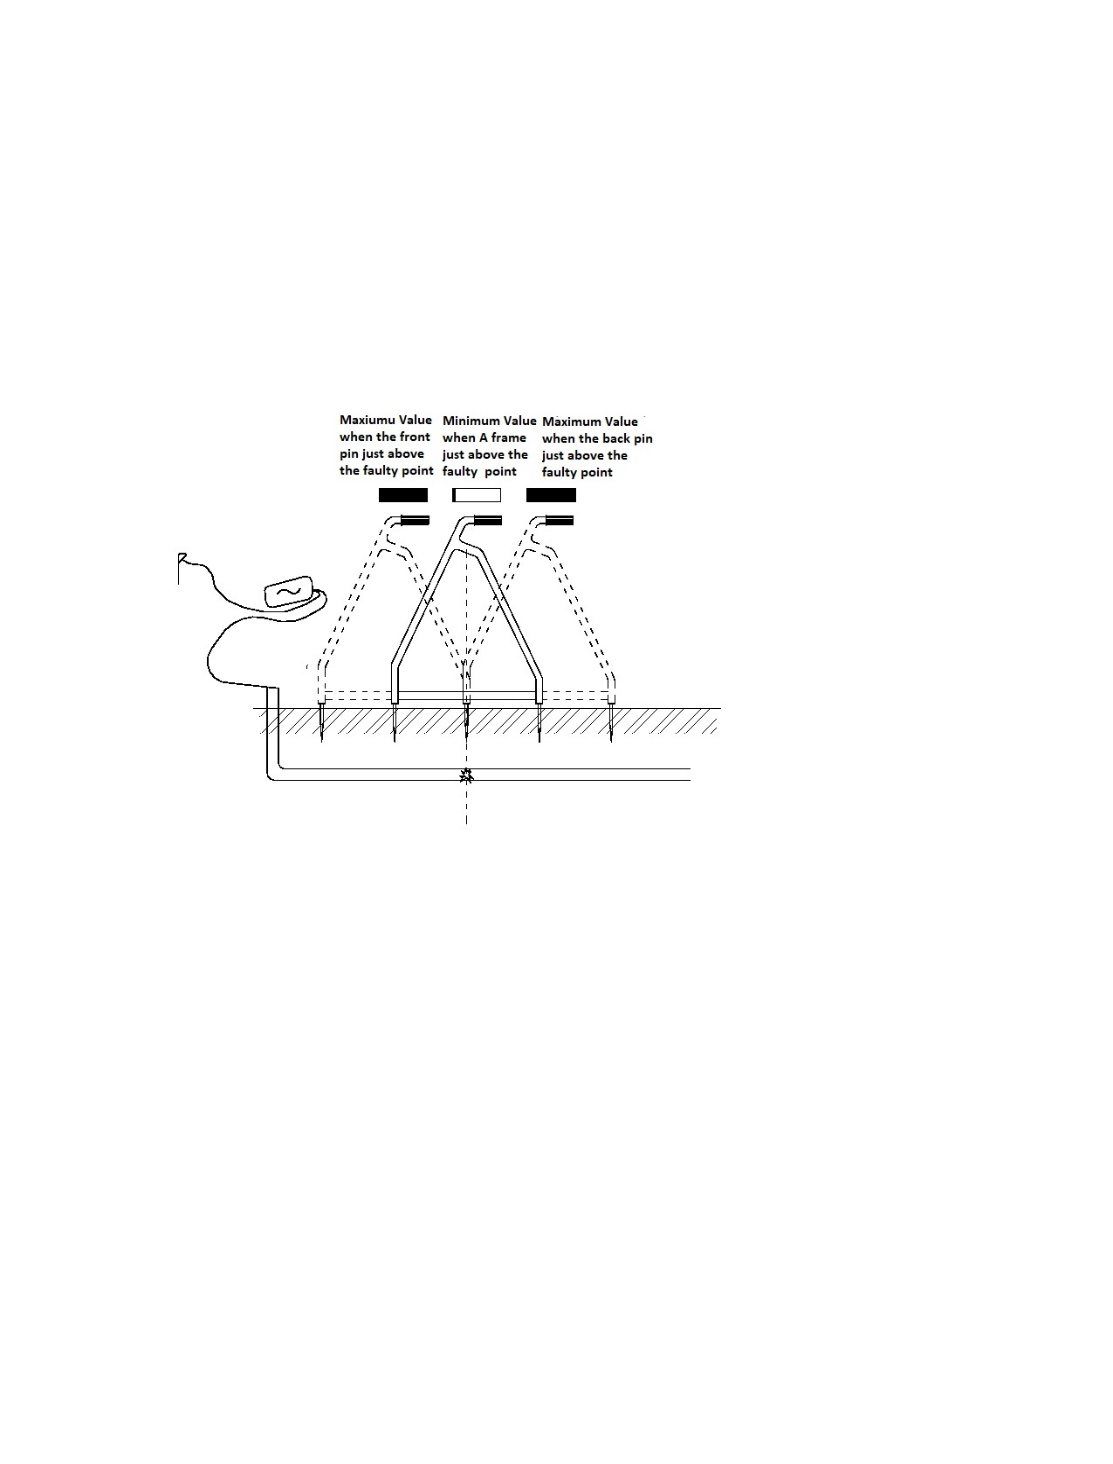 Maxiumu Value
when the front
pin just above
the faulty point
Minimum Value
when A frame
just above the
faulty point
Maximum Value
when the back pin
just above the
faulty point